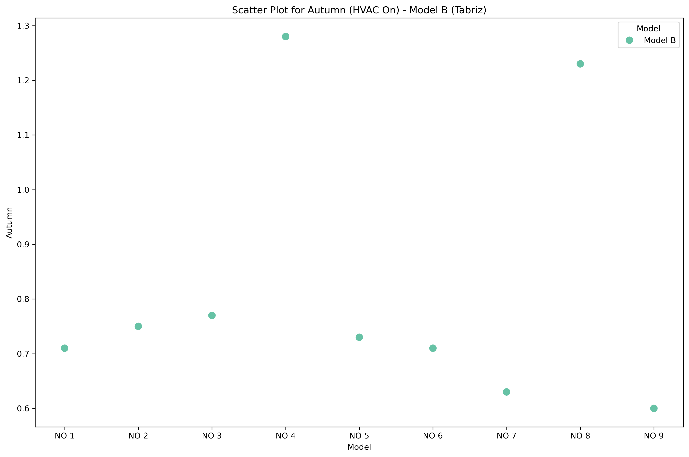 Scatter Plot for Autumn (HVAC On) - Model B (Tabriz)
Model
Model B
1.3
1.2
1.1
1.0
0.9
0.8
0.7
0.6
Autumn
NO 1
NO 2
NO 3
NO 4
NO 5
NO 6
NO 7
NO 8
NO 9
Model